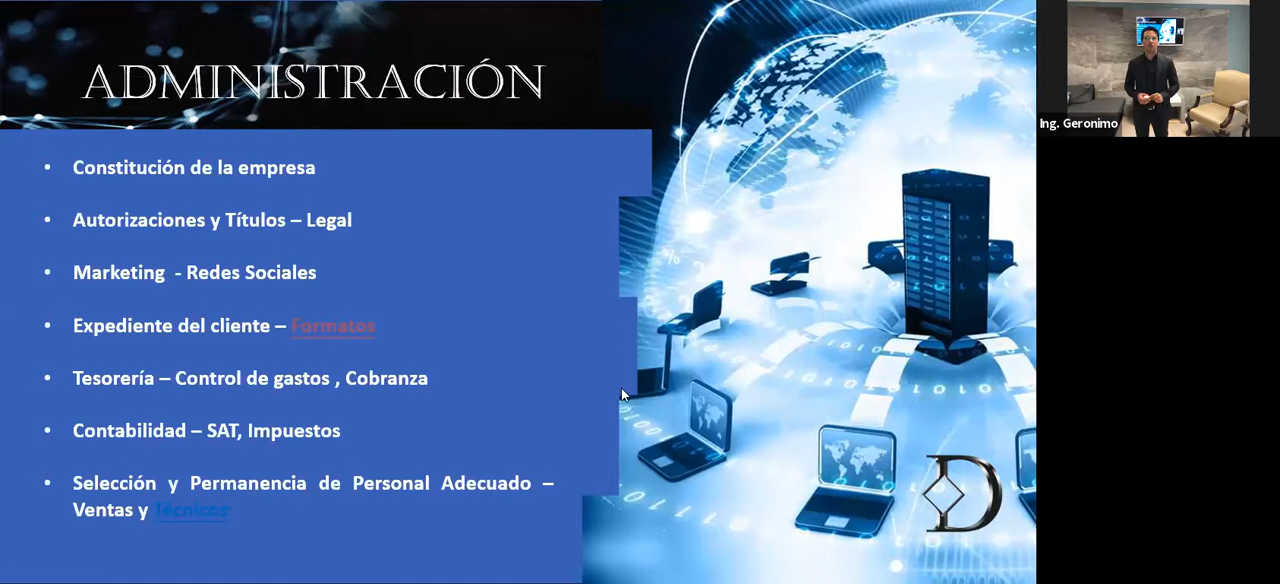 ADMINISTRACIÓN
• Constitución de la empresa
• Autorizaciones y Títulos – Legal
• Marketing - Redes Sociales
• Expediente del cliente – Formatos
• Tesorería – Control de gastos , Cobranza
• Contabilidad – SAT, Impuestos
• Selección y Permanencia de Personal Adecuado –
Ventas y Técnicos
Ing. Geronimo
D